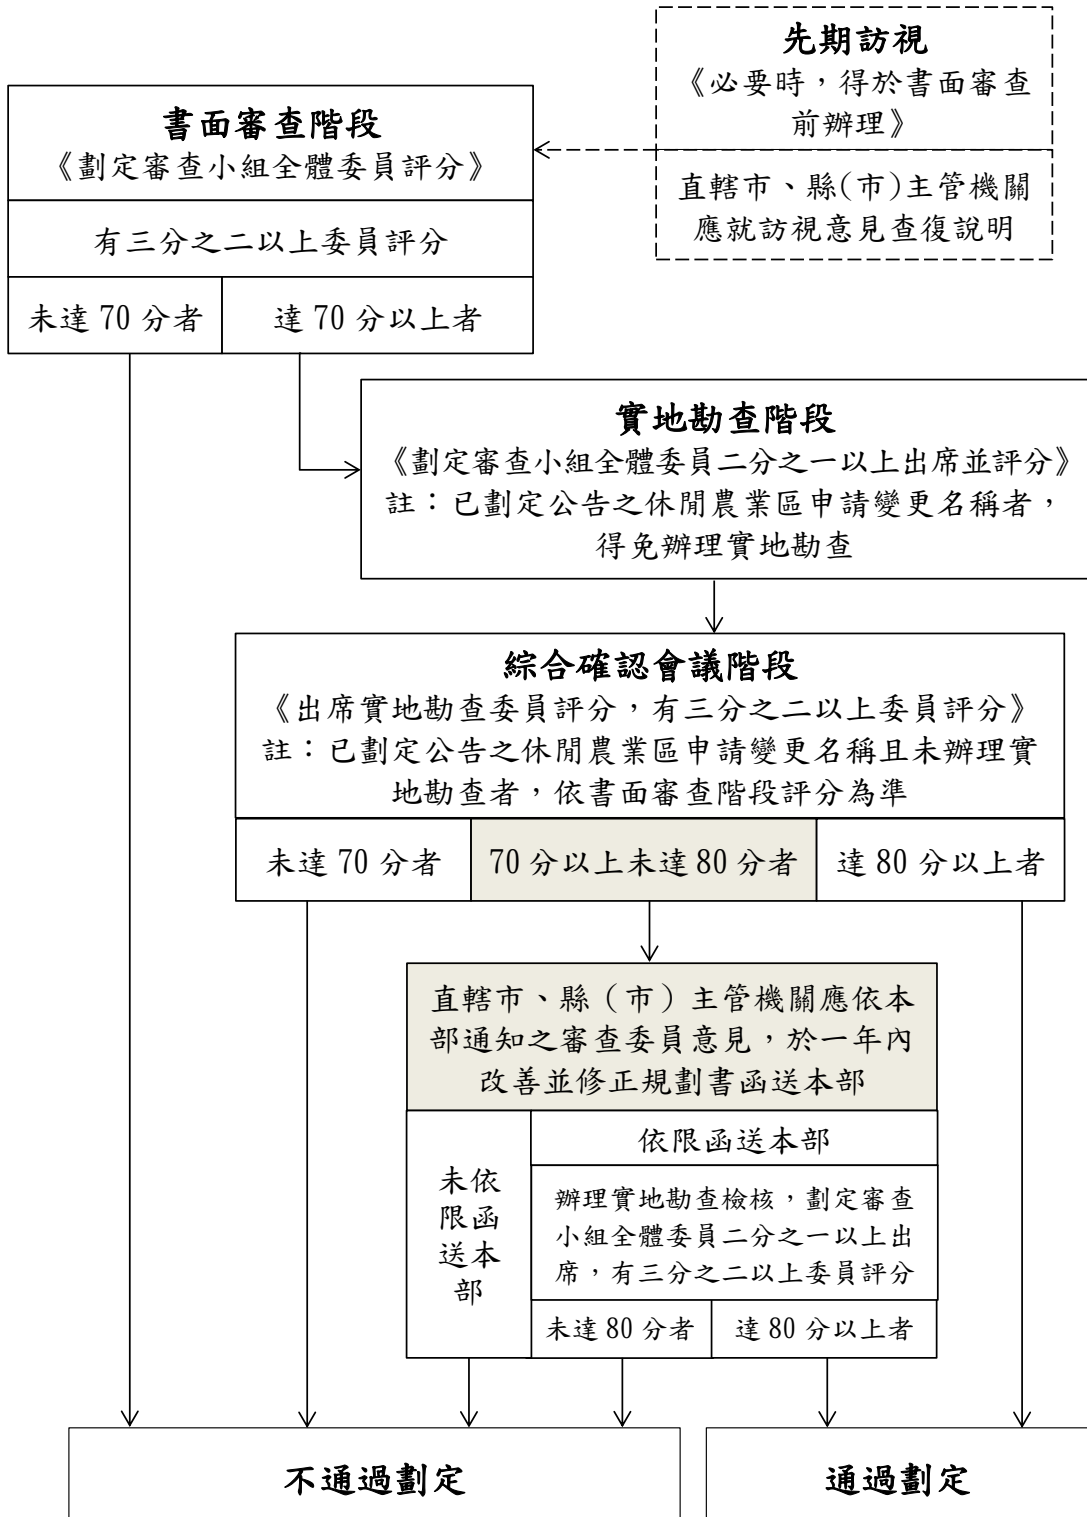 先期訪視
《必要時，得於書面審查
前辦理》
直轄市、縣(市)主管機關
應就訪視意見查復說明
書面審查階段
《劃定審查小組全體委員評分》
有三分之二以上委員評分
未達 70 分者
達 70 分以上者
實地勘查階段
《劃定審查小組全體委員二分之一以上出席並評分》
註：已劃定公告之休閒農業區申請變更名稱者，
得免辦理實地勘查
綜合確認會議階段
《出席實地勘查委員評分，有三分之二以上委員評分》
註：已劃定公告之休閒農業區申請變更名稱且未辦理實
地勘查者，依書面審查階段評分為準
未達 70 分者
70 分以上未達 80 分者
達 80 分以上者
直轄市、縣（市）主管機關應依本
部通知之審查委員意見，於一年內
改善並修正規劃書函送本部
未依
限函
送本
部
依限函送本部
辦理實地勘查檢核，劃定審查
小組全體委員二分之一以上出
席，有三分之二以上委員評分
未達 80 分者
達 80 分以上者
不通過劃定
通過劃定